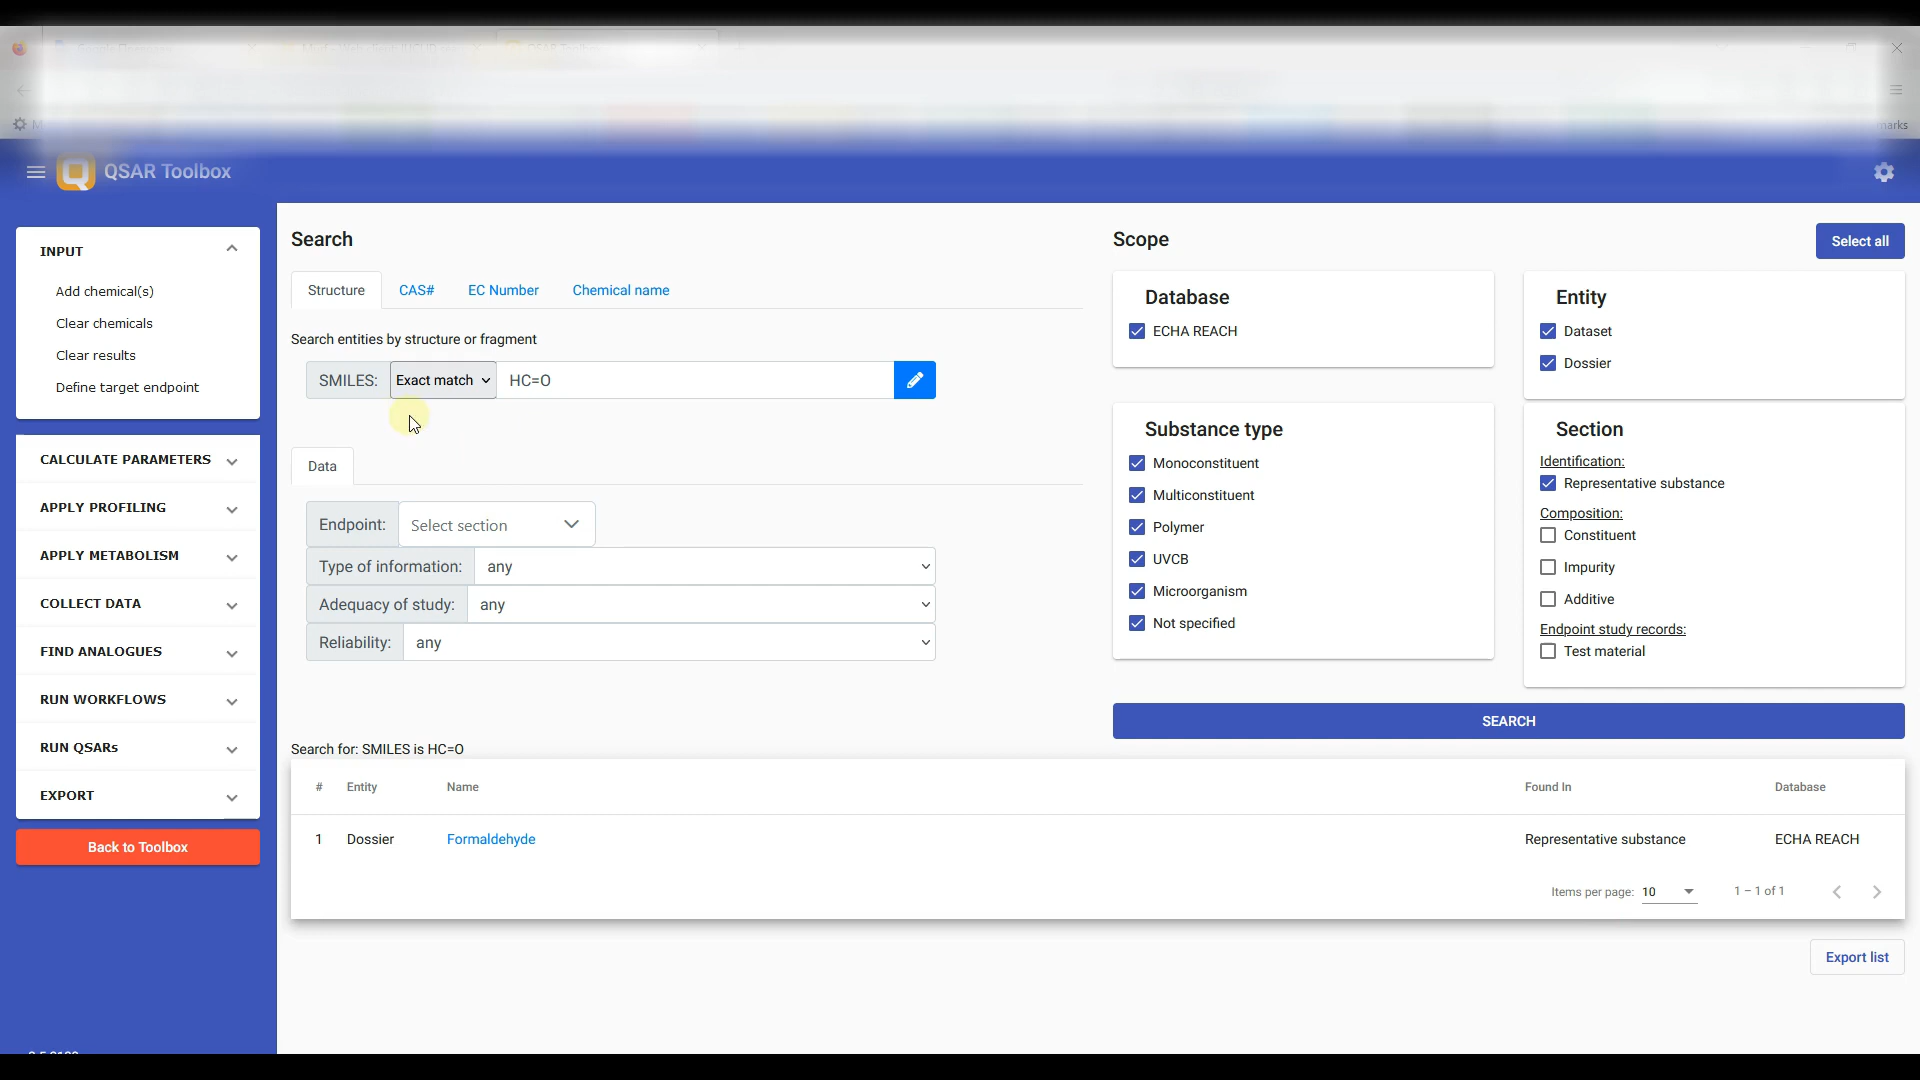 QSAR Toolbox
INPUT
Add chemical(s)
Clear chemicals
Clear results
Define target endpoint
CALCULATE PARAMETERS
APPLY PROFILING
APPLY METABOLISM
COLLECT DATA
FIND ANALOGUES
RUN WORKFLOWS
RUN QSARs
EXPORT
Back to Toolbox
Search
Structure CAS# EC Number Chemical name
Search entities by structure or fragment
SMILES: Exact match HC=O
Data
Endpoint: Select section
Type of information: any
Adequacy of study: any
Reliability: any
Scope
Select all
Database
ECHA REACH
Entity
Dataset
Dossier
Substance type
Monoconstituent
Multiconstituent
Polymer
UVCB
Microorganism
Not specified
Section
Identification:
Representative substance
Composition:
Constituent
Impurity
Additive
Endpoint study records:
Test material
SEARCH
Search for: SMILES is HC=O
# Entity Name Found In Database
1 Dossier Formaldehyde Representative substance ECHA REACH
Items per page: 10 1 – 1 of 1
Export list